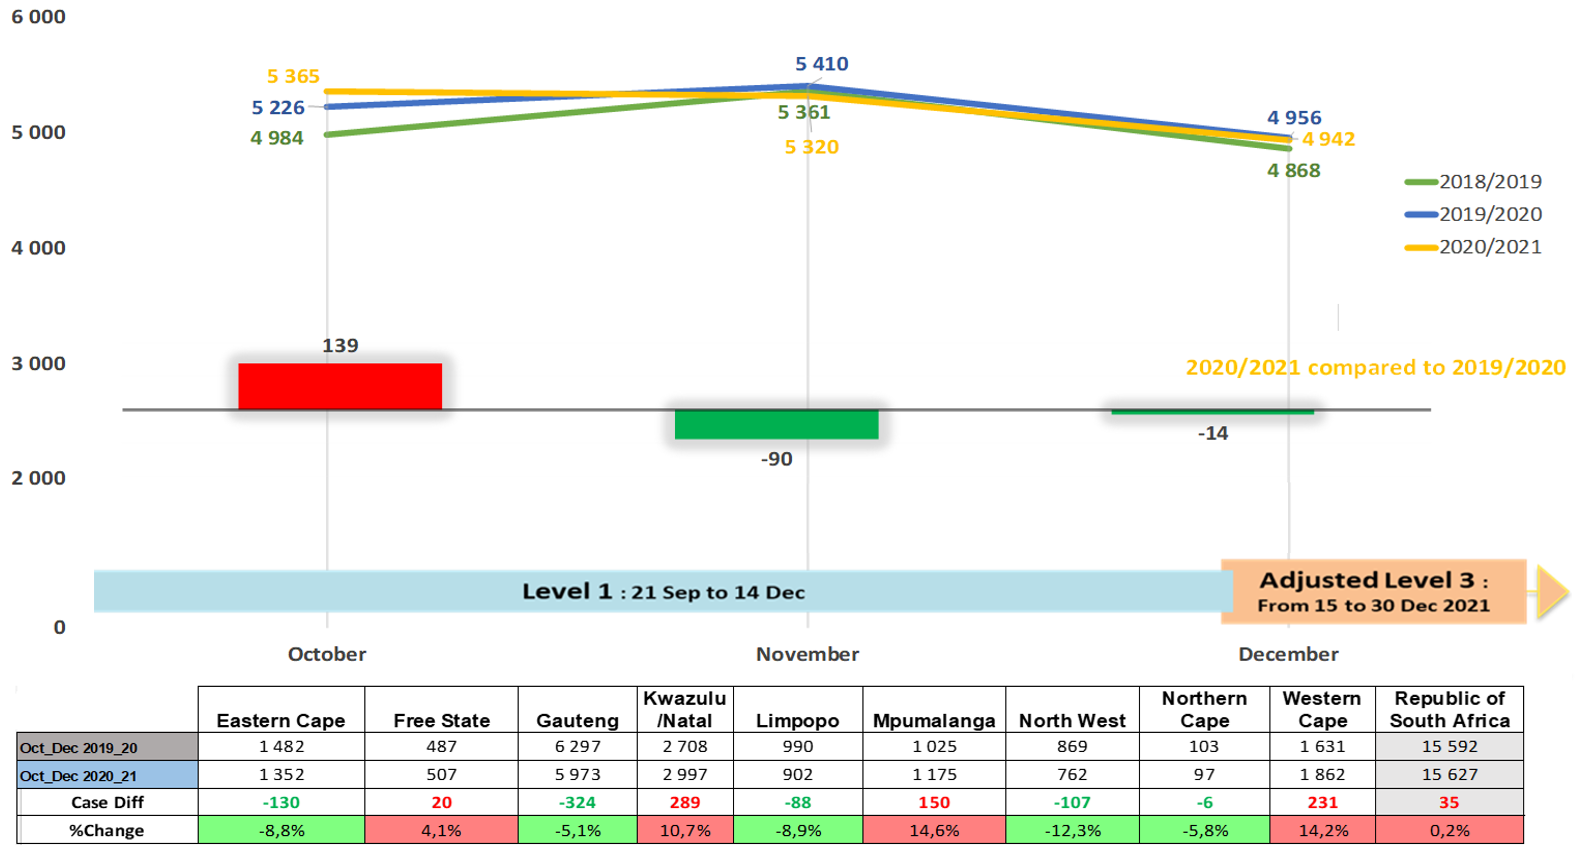 6 000
5 410
5 365
5 226
4 956
5 000
4 984
5 361
4 942
5 320
4 868
2018/2019
2019/2020
4 000
2020/2021
139
3 000
2020/2021 compared to 2019/2020
-14
-90
2 000
Level 1 : 21 Sep to 14 Dec
Adjusted Level 3 :
From 15 to 30 Dec 2021
0
October November December
Eastern Cape Free State Gauteng Kwazulu /Natal Limpopo Mpumalanga North West Northern Cape Western Cape Republic of South Africa
Oct_Dec 2019_20 1 482 487 6 297 2 708 990 1 025 869 103 1 631 15 592
Oct_Dec 2020_21 1 352 507 5 973 2 997 902 1 175 762 97 1 862 15 627
Case Diff -130 20 -324 289 -88 150 -107 -6 231 35
%Change -8,8% 4,1% -5,1% 10,7% -8,9% 14,6% -12,3% -5,8% 14,2% 0,2%